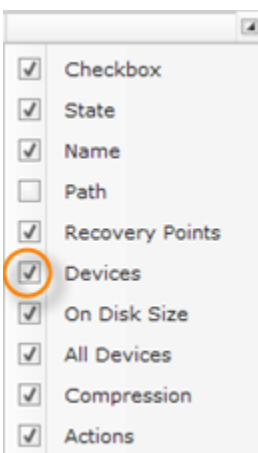 Checkbox
State
Name
Path
Recovery Points
Devices
On Disk Size
All Devices
Compression
Actions